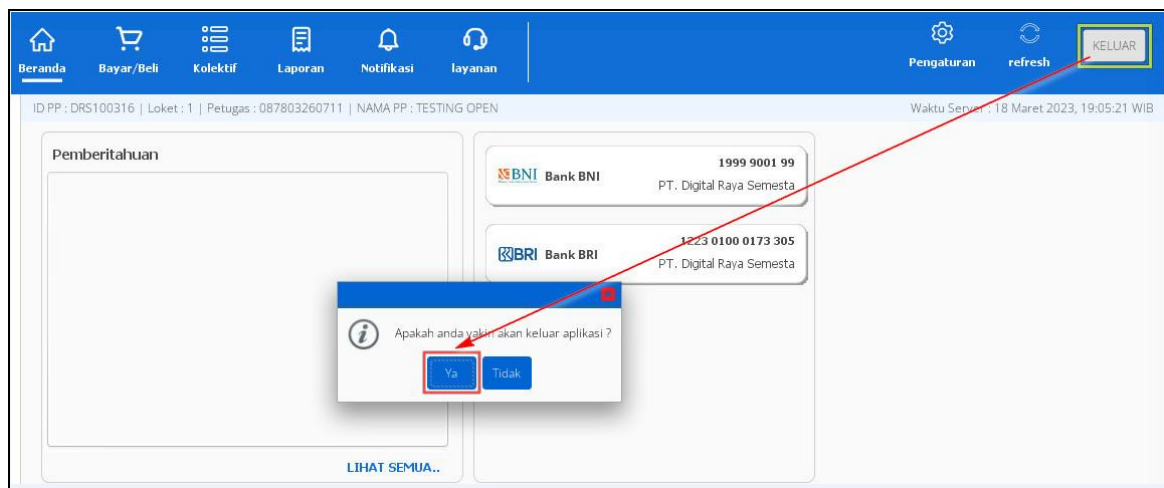 Beranda Bayar/Beli Kolektif Laporan Notifikasi layanan Pengaturan refresh KELUAR
ID PP : DRS100316 | Loket : 1 | Petugas : 087803260711 | NAMA PP : TESTING OPEN Waktu Server : 18 Maret 2023, 19:05:21 WIB
Pemberitahuan
BNI Bank BNI 1999 9001 99
PT. Digital Raya Semesta
BRI Bank BRI 1223 0100 0173 305
PT. Digital Raya Semesta
Apakah anda yakin akan keluar aplikasi ?
Ya Tidak
LIHAT SEMUA..